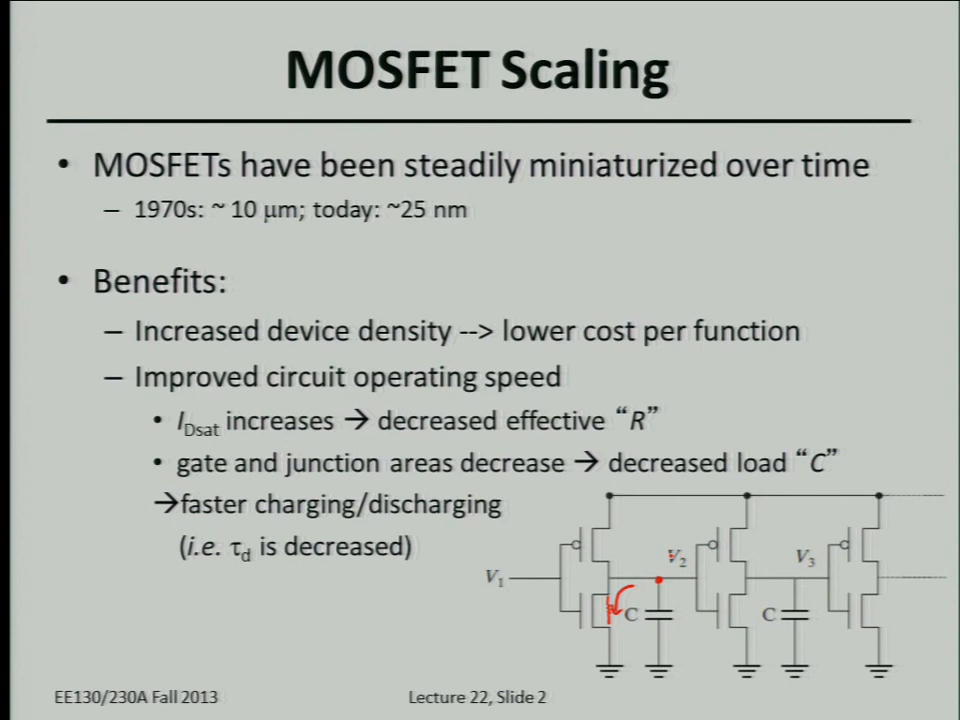 MOSFET Scaling
• MOSFETs have been steadily miniaturized over time
– 1970s: ~ 10 μm; today: ~25 nm
• Benefits:
– Increased device density --> lower cost per function
– Improved circuit operating speed
• IDsat increases → decreased effective “R”
• gate and junction areas decrease → decreased load “C”
→faster charging/discharging
(i.e. τd is decreased)
V1
V2
V3
C
C
EE130/230A Fall 2013
Lecture 22, Slide 2